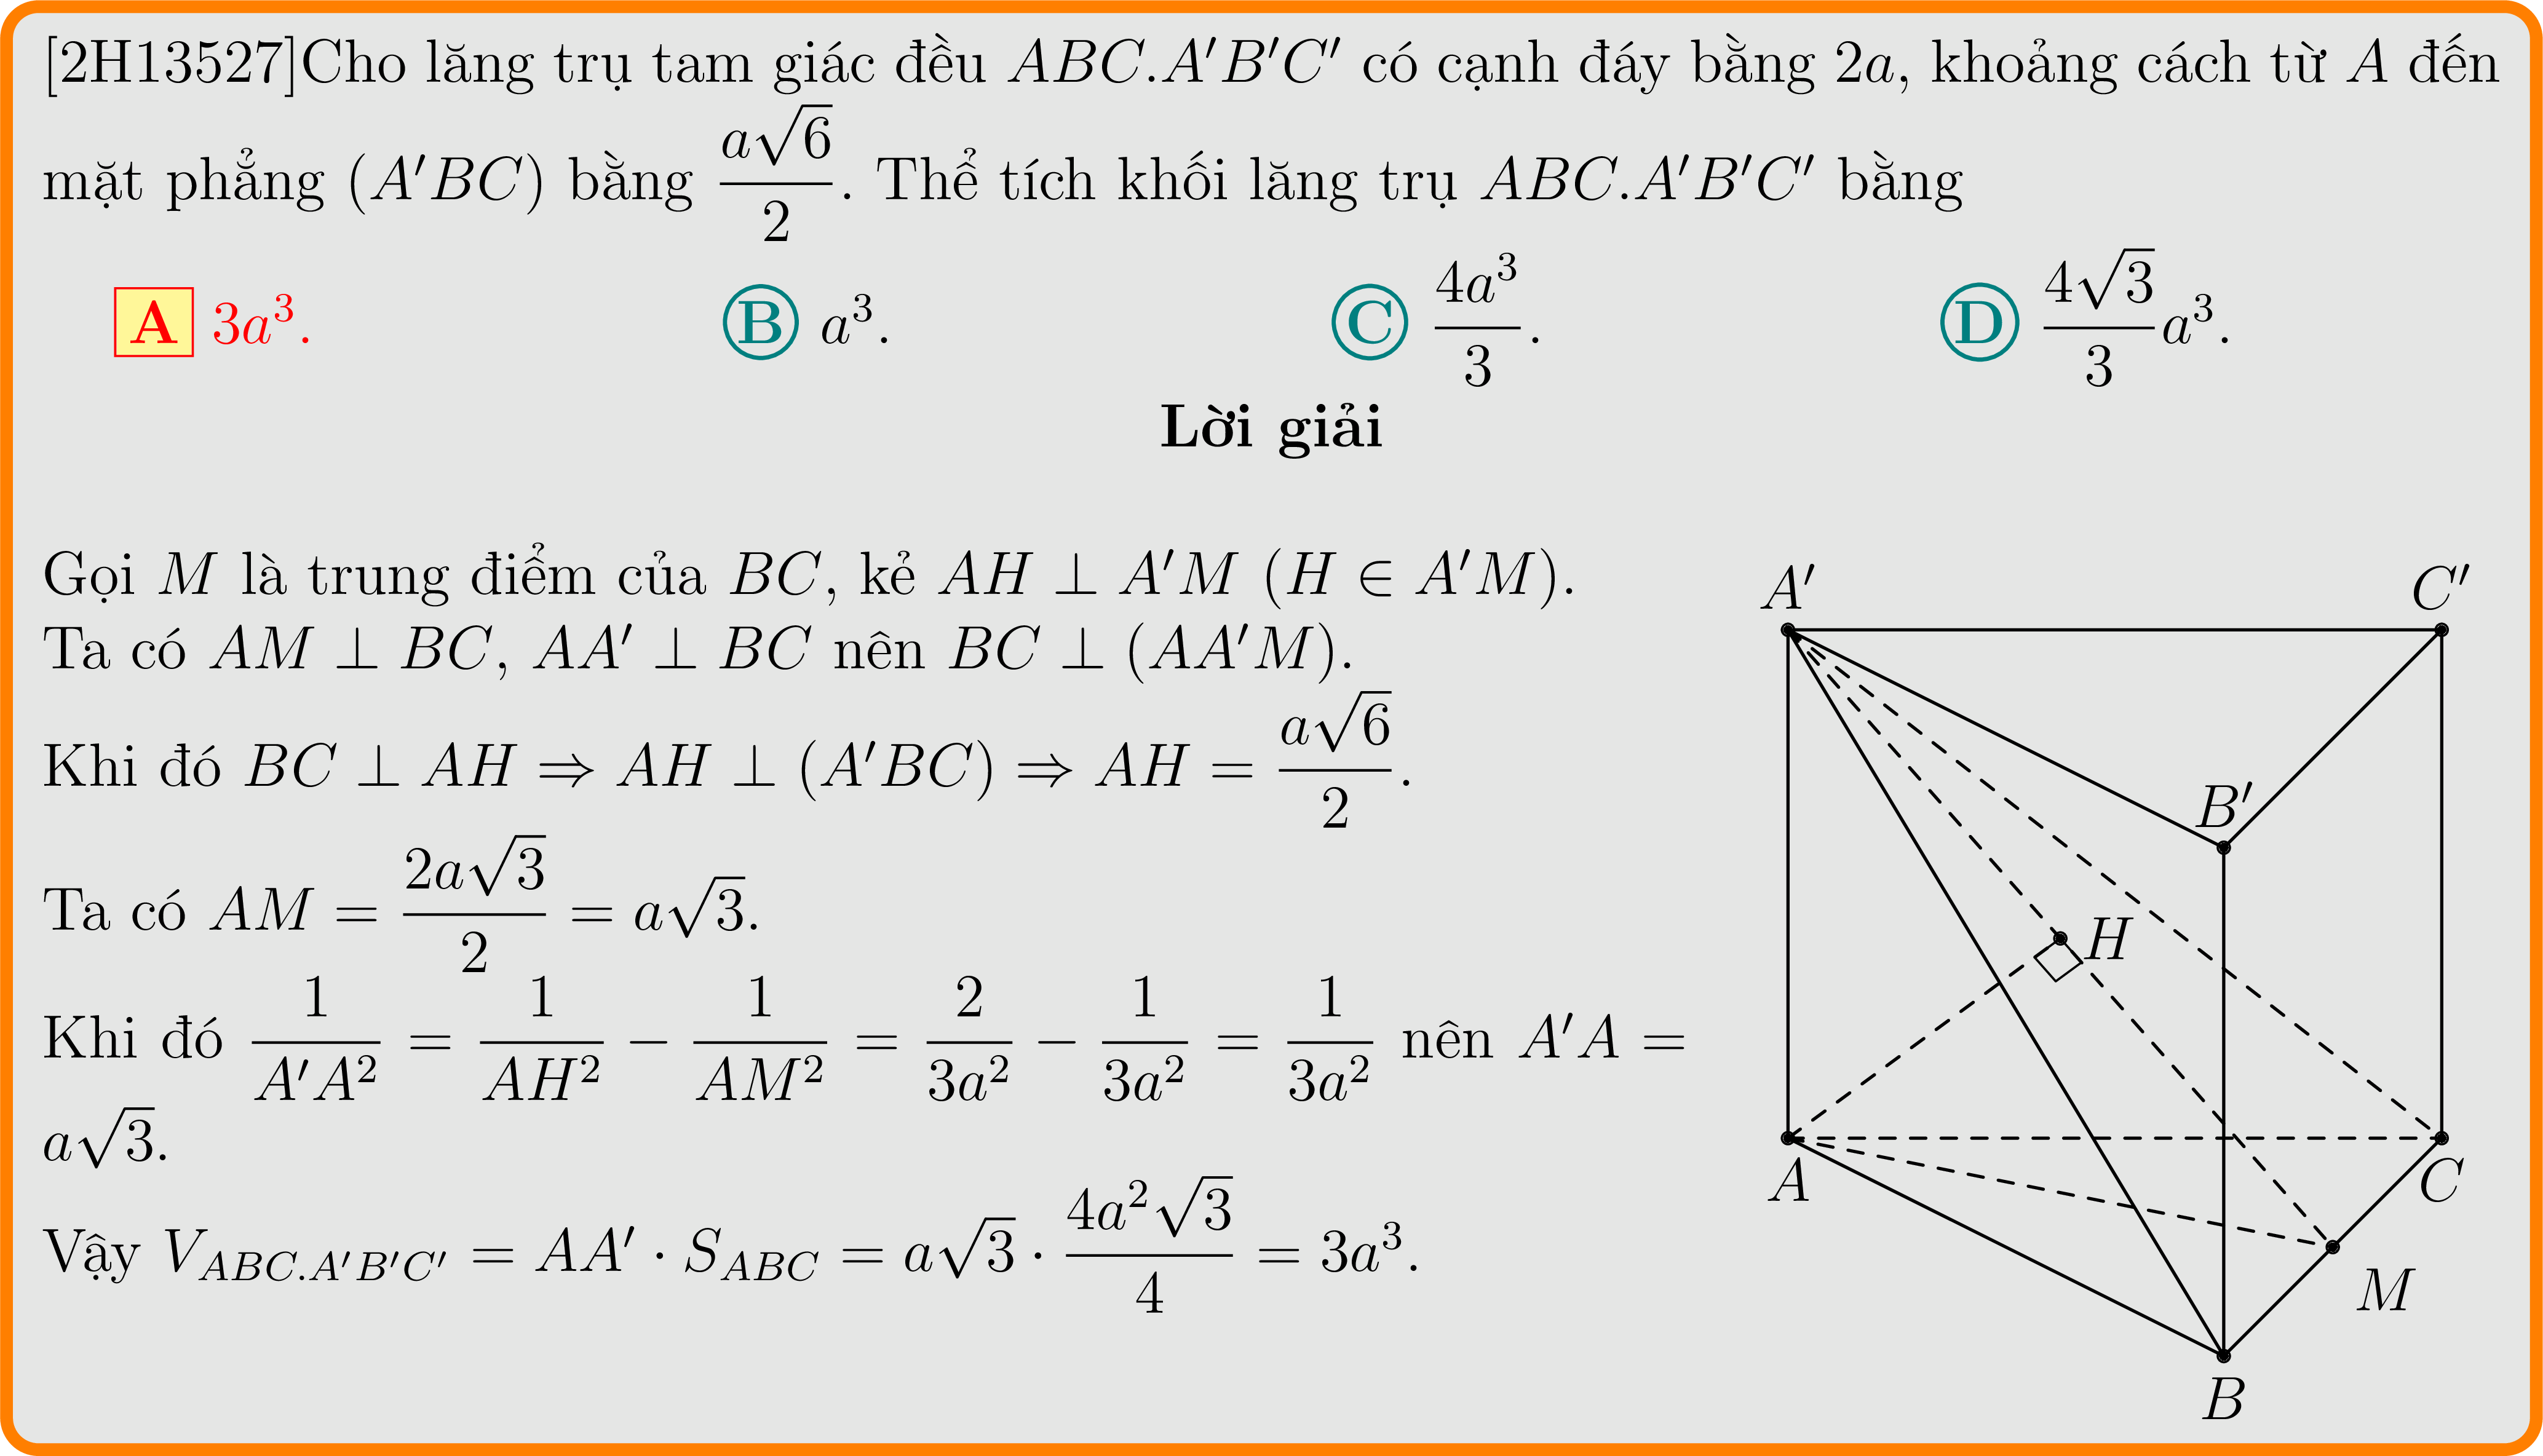 [2H13527]Cho lăng trụ tam giác đều $ABC.A'B'C'$ có cạnh đáy bằng $2a$, khoảng cách từ $A$ đến
mặt phẳng $(A'BC)$ bằng $\frac{a\sqrt{6}}{2}$. Thể tích khối lăng trụ $ABC.A'B'C'$ bằng
A $3a^3$. B $a^3$. C $\frac{4a^3}{3}$. D $\frac{4\sqrt{3}}{3}a^3$.
Lời giải
Gọi $M$ là trung điểm của $BC$, kẻ $AH \perp A'M$ $(H \in A'M)$.
Ta có $AM \perp BC$, $AA' \perp BC$ nên $BC \perp (AA'M)$.
Khi đó $BC \perp AH \Rightarrow AH \perp (A'BC) \Rightarrow AH = \frac{a\sqrt{6}}{2}$.
Ta có $AM = \frac{2a\sqrt{3}}{2} = a\sqrt{3}$.
Khi đó $\frac{1}{A'A^2} = \frac{1}{AH^2} - \frac{1}{AM^2} = \frac{2}{3a^2} - \frac{1}{3a^2} = \frac{1}{3a^2}$ nên $A'A =$
$a\sqrt{3}$.
Vậy $V_{ABC.A'B'C'} = AA' \cdot S_{ABC} = a\sqrt{3} \cdot \frac{4a^2\sqrt{3}}{4} = 3a^3$.
A' C'
B'
H
A C
M
B